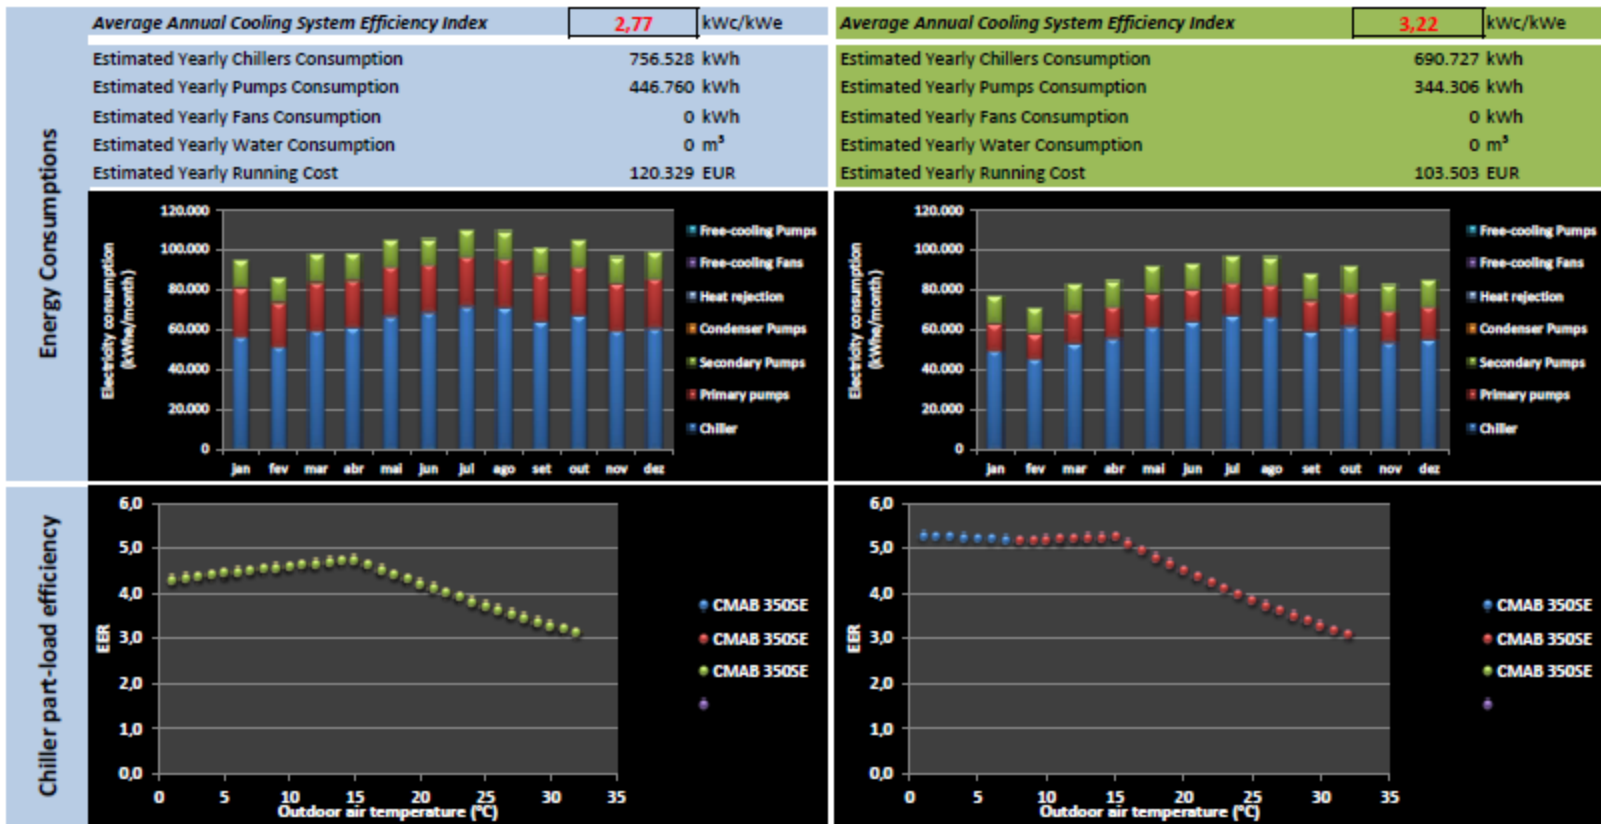 Average Annual Cooling System Efficiency Index 2,77 kWc/kWe
Estimated Yearly Chillers Consumption 756.528 kWh
Estimated Yearly Pumps Consumption 446.760 kWh
Estimated Yearly Fans Consumption 0 kWh
Estimated Yearly Water Consumption 0 m³
Estimated Yearly Running Cost 120.329 EUR
Average Annual Cooling System Efficiency Index 3,22 kWc/kWe
Estimated Yearly Chillers Consumption 690.727 kWh
Estimated Yearly Pumps Consumption 344.306 kWh
Estimated Yearly Fans Consumption 0 kWh
Estimated Yearly Water Consumption 0 m³
Estimated Yearly Running Cost 103.503 EUR
Energy Consumptions
Electricity consumption
(kWhe/month)
120.000
100.000
80.000
60.000
40.000
20.000
0
jan fev mar abr mai jun jul ago set out nov dez
Free-cooling Pumps
Free-cooling Fans
Heat rejection
Condenser Pumps
Secondary Pumps
Primary pumps
Chiller
Electricity consumption
(kWhe/month)
120.000
100.000
80.000
60.000
40.000
20.000
0
jan fev mar abr mai jun jul ago set out nov dez
Free-cooling Pumps
Free-cooling Fans
Heat rejection
Condenser Pumps
Secondary Pumps
Primary pumps
Chiller
Chiller part-load efficiency
EER
6,0
5,0
4,0
3,0
2,0
1,0
0,0
0 5 10 15 20 25 30 35
Outdoor air temperature (°C)
CMAB 350SE
CMAB 350SE
CMAB 350SE
EER
6,0
5,0
4,0
3,0
2,0
1,0
0,0
0 5 10 15 20 25 30 35
Outdoor air temperature (°C)
CMAB 350SE
CMAB 350SE
CMAB 350SE